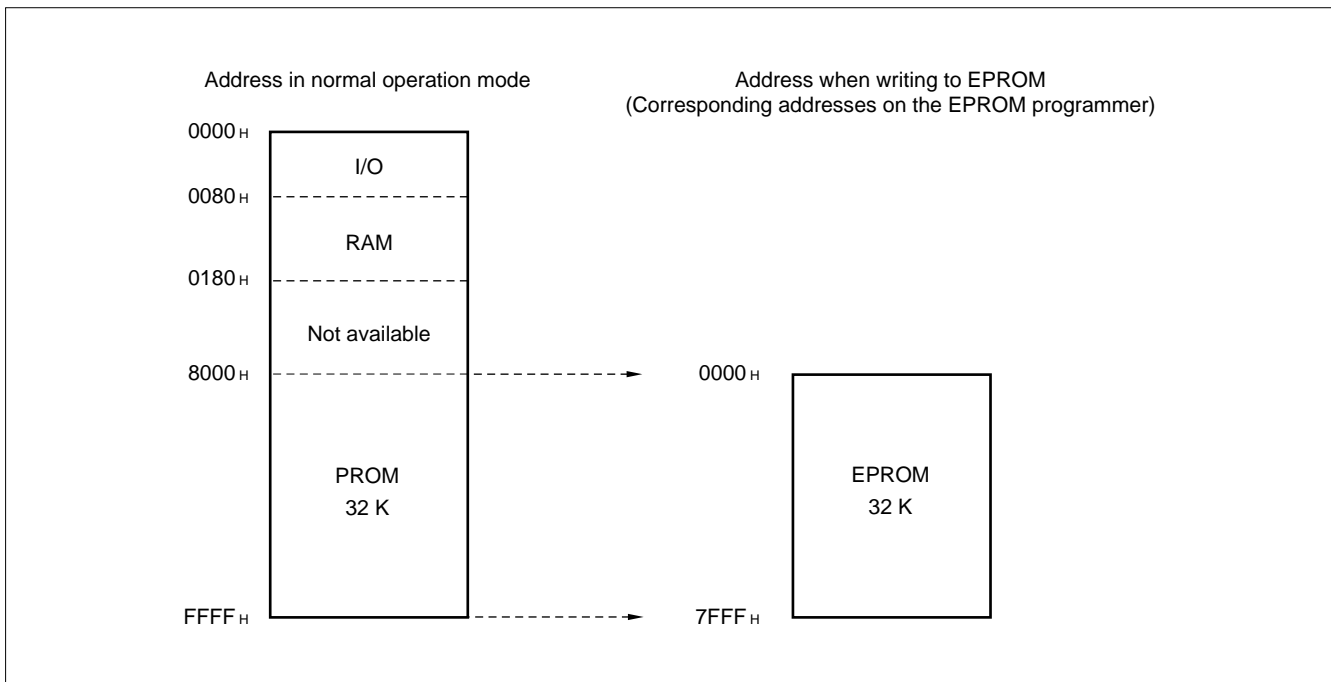 Address in normal operation mode
Address when writing to EPROM
(Corresponding addresses on the EPROM programmer)
0000 H
I/O
0080 H
RAM
0180 H
Not available
8000 H
0000 H
PROM
32 K
EPROM
32 K
FFFF H
7FFF H